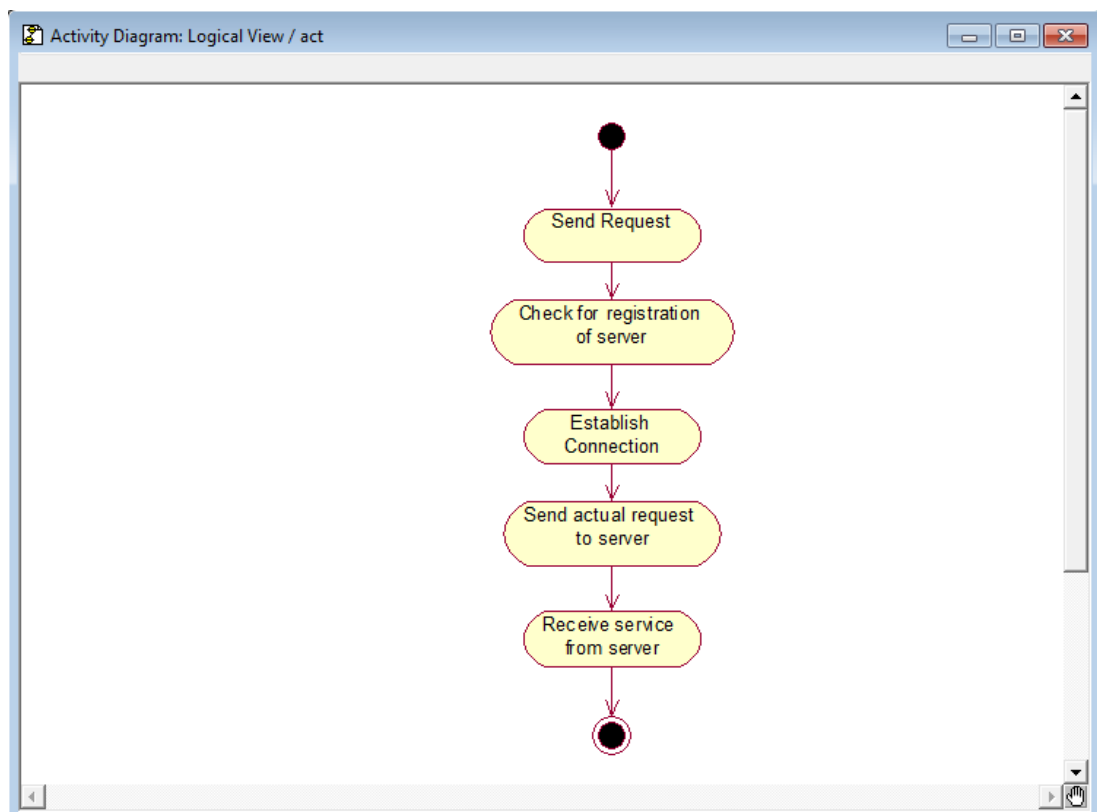 Activity Diagram: Logical View / act
Send Request
Check for registration
of server
Establish
Connection
Send actual request
to server
Receive service
from server